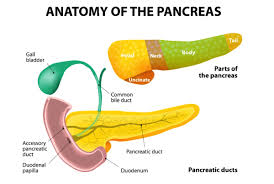 ANATOMY OF THE PANCREAS
Gall
bladder
Head
Neck
Body
Tail
Uncinate
Parts of
the pancreas
Common
bile duct
Accessory
pancreatic
duct
Duodenal
papilla
Duodenum
Pancreatic duct
Pancreatic ducts